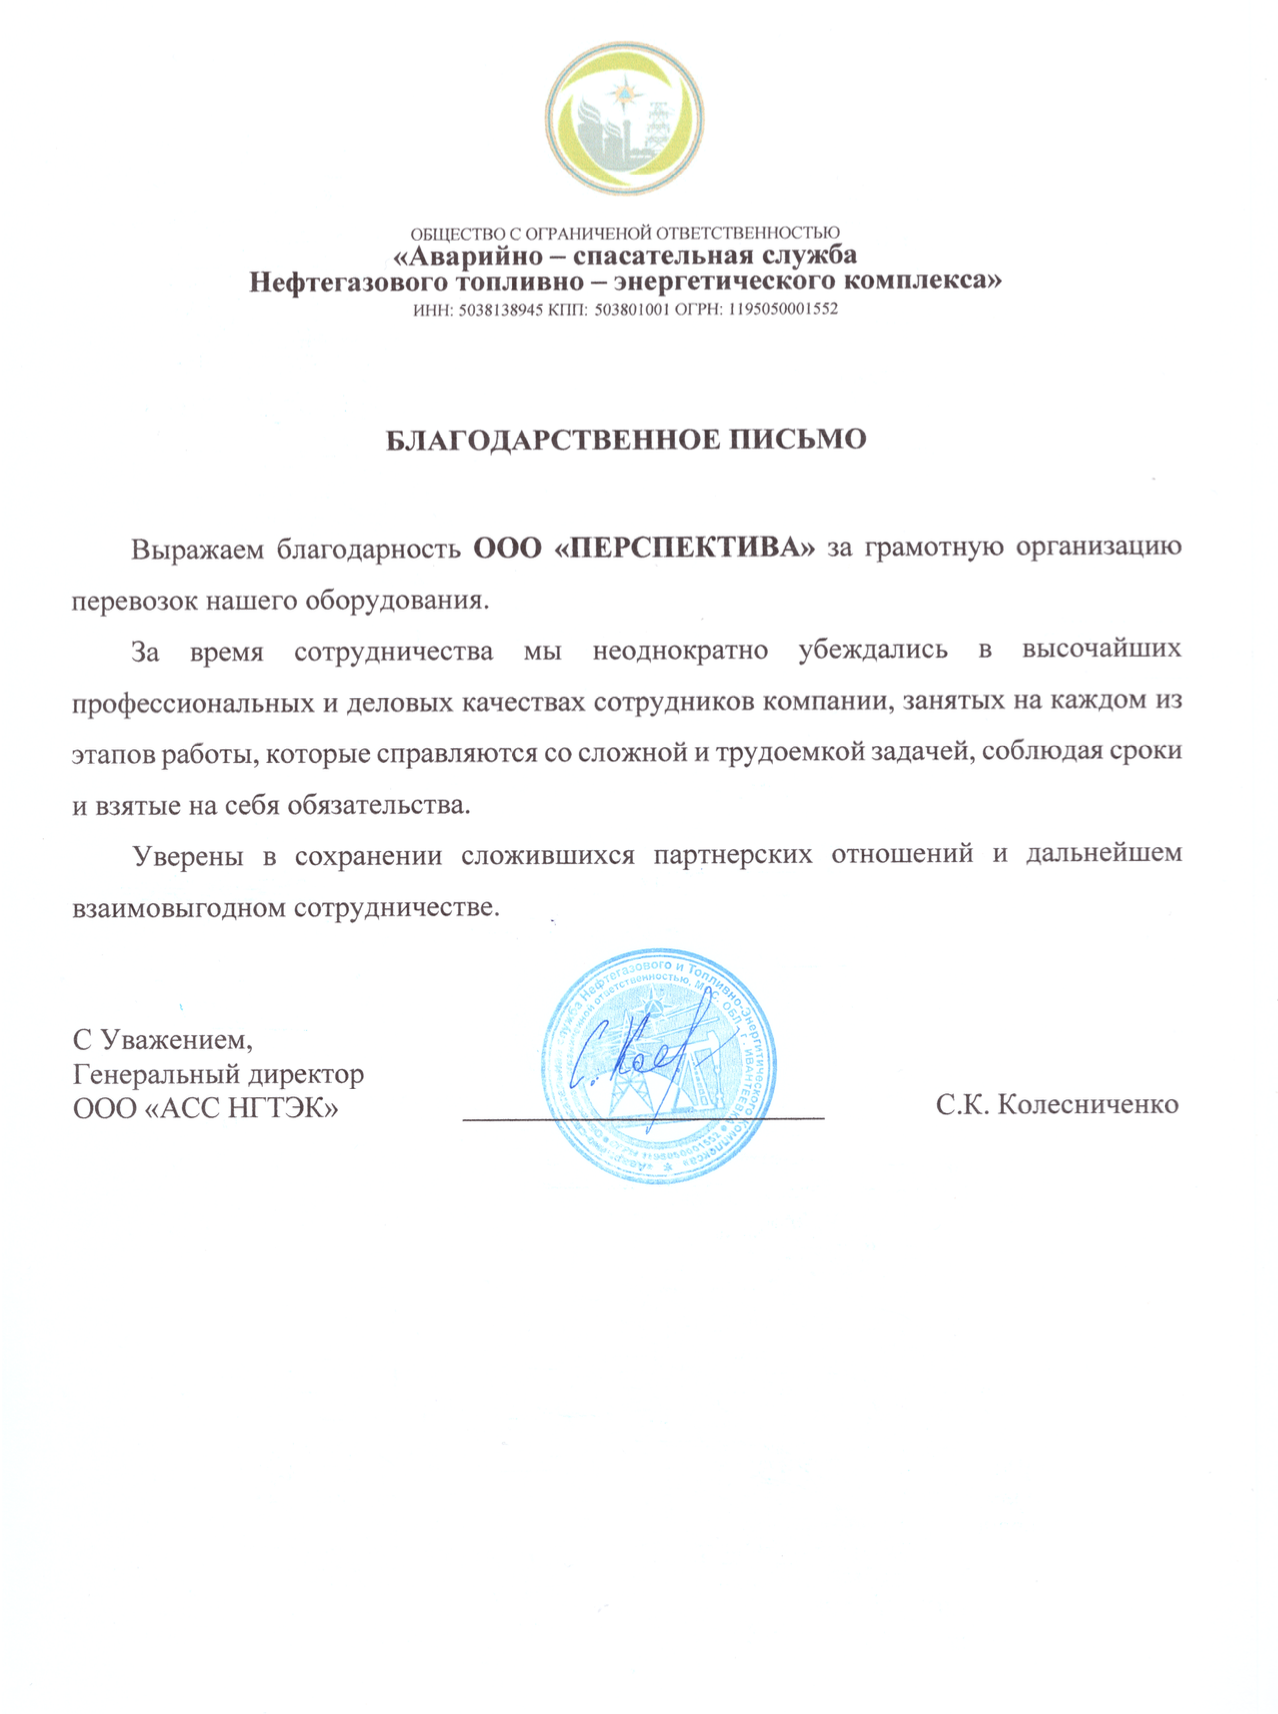 ОБЩЕСТВО С ОГРАНИЧЕНОЙ ОТВЕТСТВЕННОСТЬЮ
«Аварийно – спасательная служба
Нефтегазового топливно – энергетического комплекса»
ИНН: 5038138945 КПП: 503801001 ОГРН: 1195050001552
БЛАГОДАРСТВЕННОЕ ПИСЬМО
Выражаем благодарность ООО «ПЕРСПЕКТИВА» за грамотную организацию
перевозок нашего оборудования.
За время сотрудничества мы неоднократно убеждались в высочайших
профессиональных и деловых качествах сотрудников компании, занятых на каждом из
этапов работы, которые справляются со сложной и трудоемкой задачей, соблюдая сроки
и взятые на себя обязательства.
Уверены в сохранении сложившихся партнерских отношений и дальнейшем
взаимовыгодном сотрудничестве.
С Уважением,
Генеральный директор
ООО «АСС НГТЭК»
С.К. Колесниченко
Нефтегазового и Топливно-Энергитического Комплекса»
ответственностью. МОС. ОБЛ., г. ИВАНТЕЕВКА
1195050001552